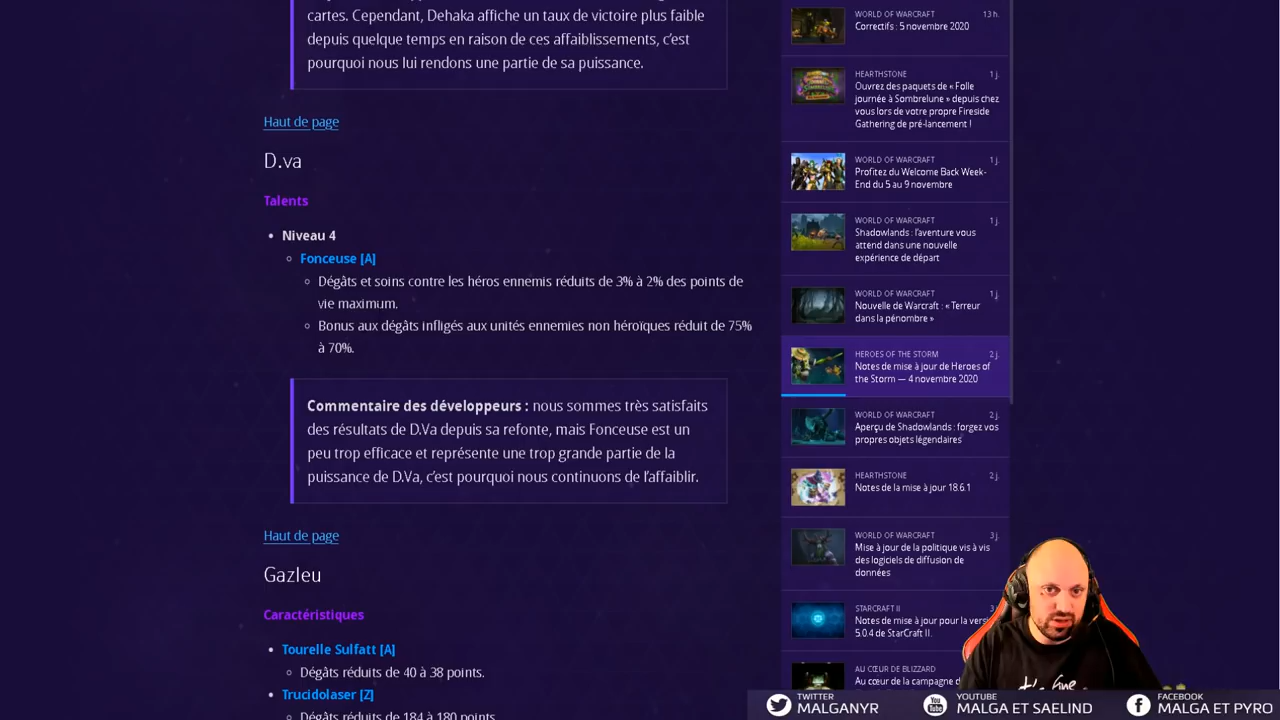 cartes. Cependant, Dehaka affiche un taux de victoire plus faible
depuis quelque temps en raison de ces affaiblissements, c'est
pourquoi nous lui rendons une partie de sa puissance.
Haut de page
D.va
Talents
Niveau 4
Fonceuse [A]
Dégâts et soins contre les héros ennemis réduits de 3% à 2% des points de
vie maximum.
Bonus aux dégâts infligés aux unités ennemies non héroïques réduit de 75%
à 70%.
Commentaire des développeurs : nous sommes très satisfaits
des résultats de D.Va depuis sa refonte, mais Fonceuse est un
peu trop efficace et représente une trop grande partie de la
puissance de D.Va, c'est pourquoi nous continuons de l'affaiblir.
Haut de page
Gazleu
Caractéristiques
Tourelle Sulfatt [A]
Dégâts réduits de 40 à 38 points.
Trucidolaser [Z]
Dégâts réduits de 184 à 180 points.
WORLD OF WARCRAFT 13 h.
Correctifs : 5 novembre 2020
HEARTHSTONE 1 j.
Ouvrez des paquets de « Folle
journée à Sombrelune » depuis chez
vous lors de votre propre Fireside
Gathering de pré-lancement !
WORLD OF WARCRAFT 1 j.
Profitez du Welcome Back Week-
End du 5 au 9 novembre
WORLD OF WARCRAFT 1 j.
Shadowlands : l'aventure vous
attend dans une nouvelle
expérience de départ
WORLD OF WARCRAFT 1 j.
Nouvelle de Warcraft : « Terreur
dans la pénombre »
HEROES OF THE STORM 2 j.
Notes de mise à jour de Heroes of
the Storm — 4 novembre 2020
WORLD OF WARCRAFT 2 j.
Aperçu de Shadowlands : forgez vos
propres objets légendaires
HEARTHSTONE 2 j.
Notes de la mise à jour 18.6.1
WORLD OF WARCRAFT 3 j.
Mise à jour de la politique vis à vis
des logiciels de diffusion de
données
STARCRAFT II 3
Notes de mise à jour pour la versi
5.0.4 de StarCraft II.
AU CŒUR DE BLIZZARD
Au cœur de la campagne d
TWITTER
MALGANYR
YOUTUBE
MALGA ET SAELIND
FACEBOOK
MALGA ET PYRO